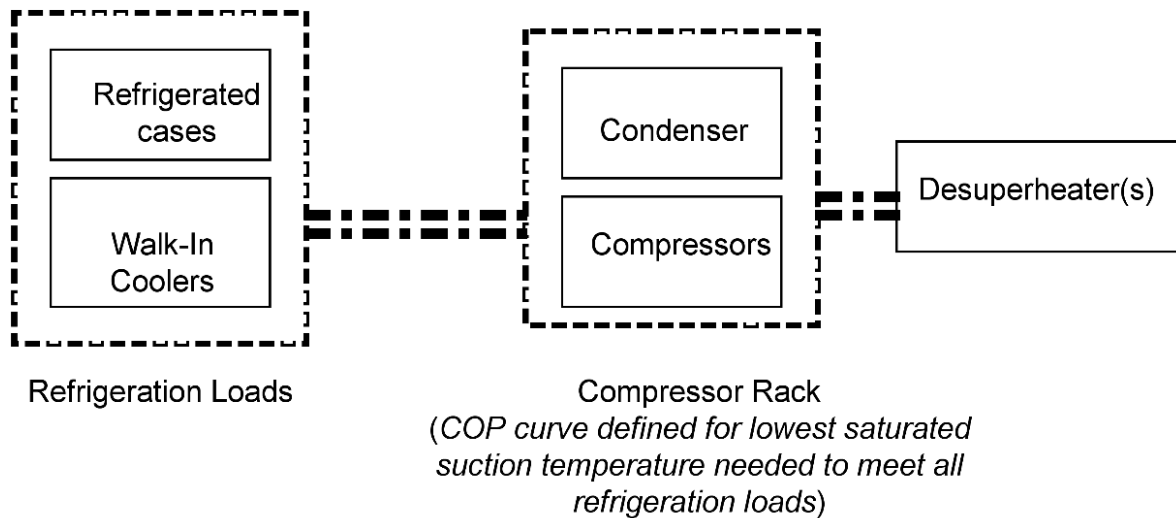 Refrigerated
cases
Walk-In
Coolers
Refrigeration Loads
Condenser
Compressors
Compressor Rack
(COP curve defined for lowest saturated
suction temperature needed to meet all
refrigeration loads)
Desuperheater(s)